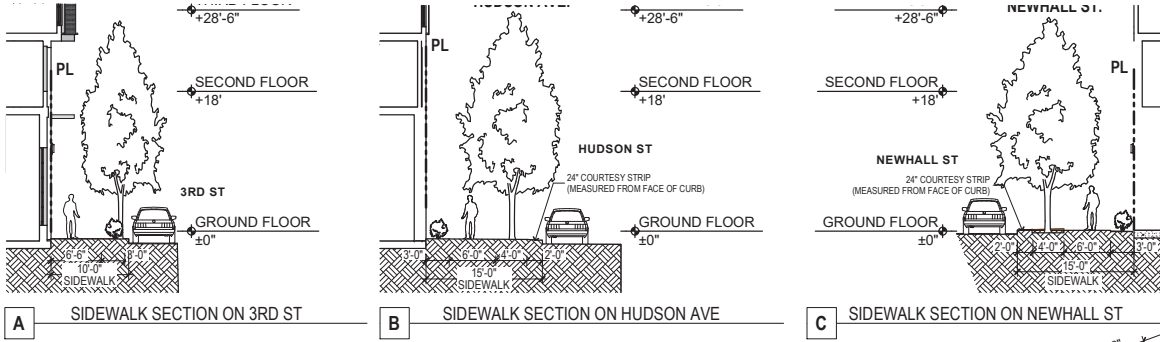 +28'-6"
PL
SECOND FLOOR
+18'
3RD ST
GROUND FLOOR
±0"
6'-6"
10'-0"
SIDEWALK
A
SIDEWALK SECTION ON 3RD ST
HUDSON AVE.
+28'-6"
PL
SECOND FLOOR
+18'
HUDSON ST
24" COURTESY STRIP
(MEASURED FROM FACE OF CURB)
GROUND FLOOR
±0"
3'-0" 6'-0" 4'-0" 2'-0"
15'-0"
SIDEWALK
B
SIDEWALK SECTION ON HUDSON AVE
NEWHALL ST.
+28'-6"
PL
SECOND FLOOR
+18'
NEWHALL ST
24" COURTESY STRIP
(MEASURED FROM FACE OF CURB)
GROUND FLOOR
±0"
2'-0" 4'-0" 6'-0" 3'-0"
15'-0"
SIDEWALK
C
SIDEWALK SECTION ON NEWHALL ST